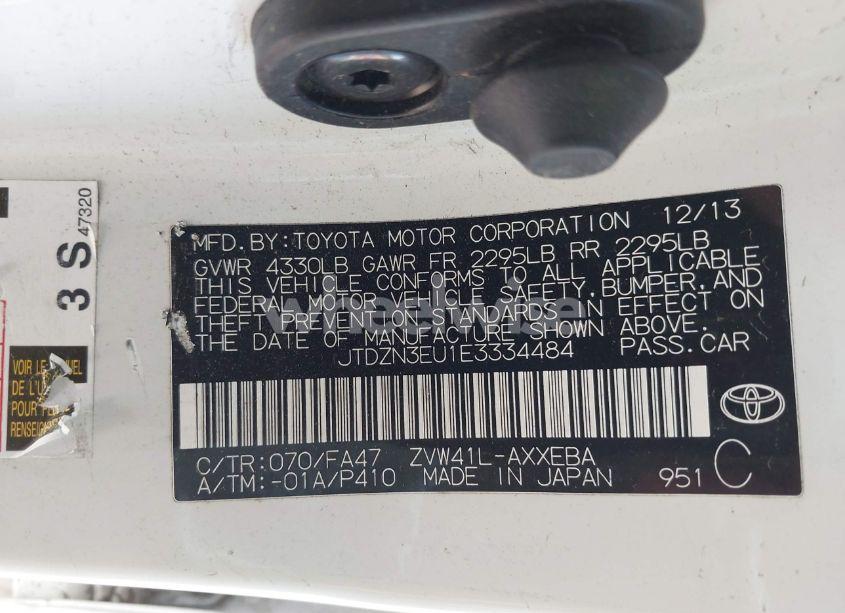 3 S
47320
VOIR LE
DE L'U
POUR
RENSEIG
MFD. BY: TOYOTA MOTOR CORPORATION 12/13
GVWR 4330LB GAWR FR 2295LB RR 2295LB
THIS VEHICLE CONFORMS TO ALL APPLICABLE
FEDERAL MOTOR VEHICLE SAFETY, BUMPER, AND
THEFT PREVENTION STANDARDS IN EFFECT ON
THE DATE OF MANUFACTURE SHOWN ABOVE.
JTDZN3EU1E3334484 PASS. CAR
C/TR: 070/FA47 ZVW41L-AXXEBA
A/TM: -01A/P410 MADE IN JAPAN 951 C
wheelwise